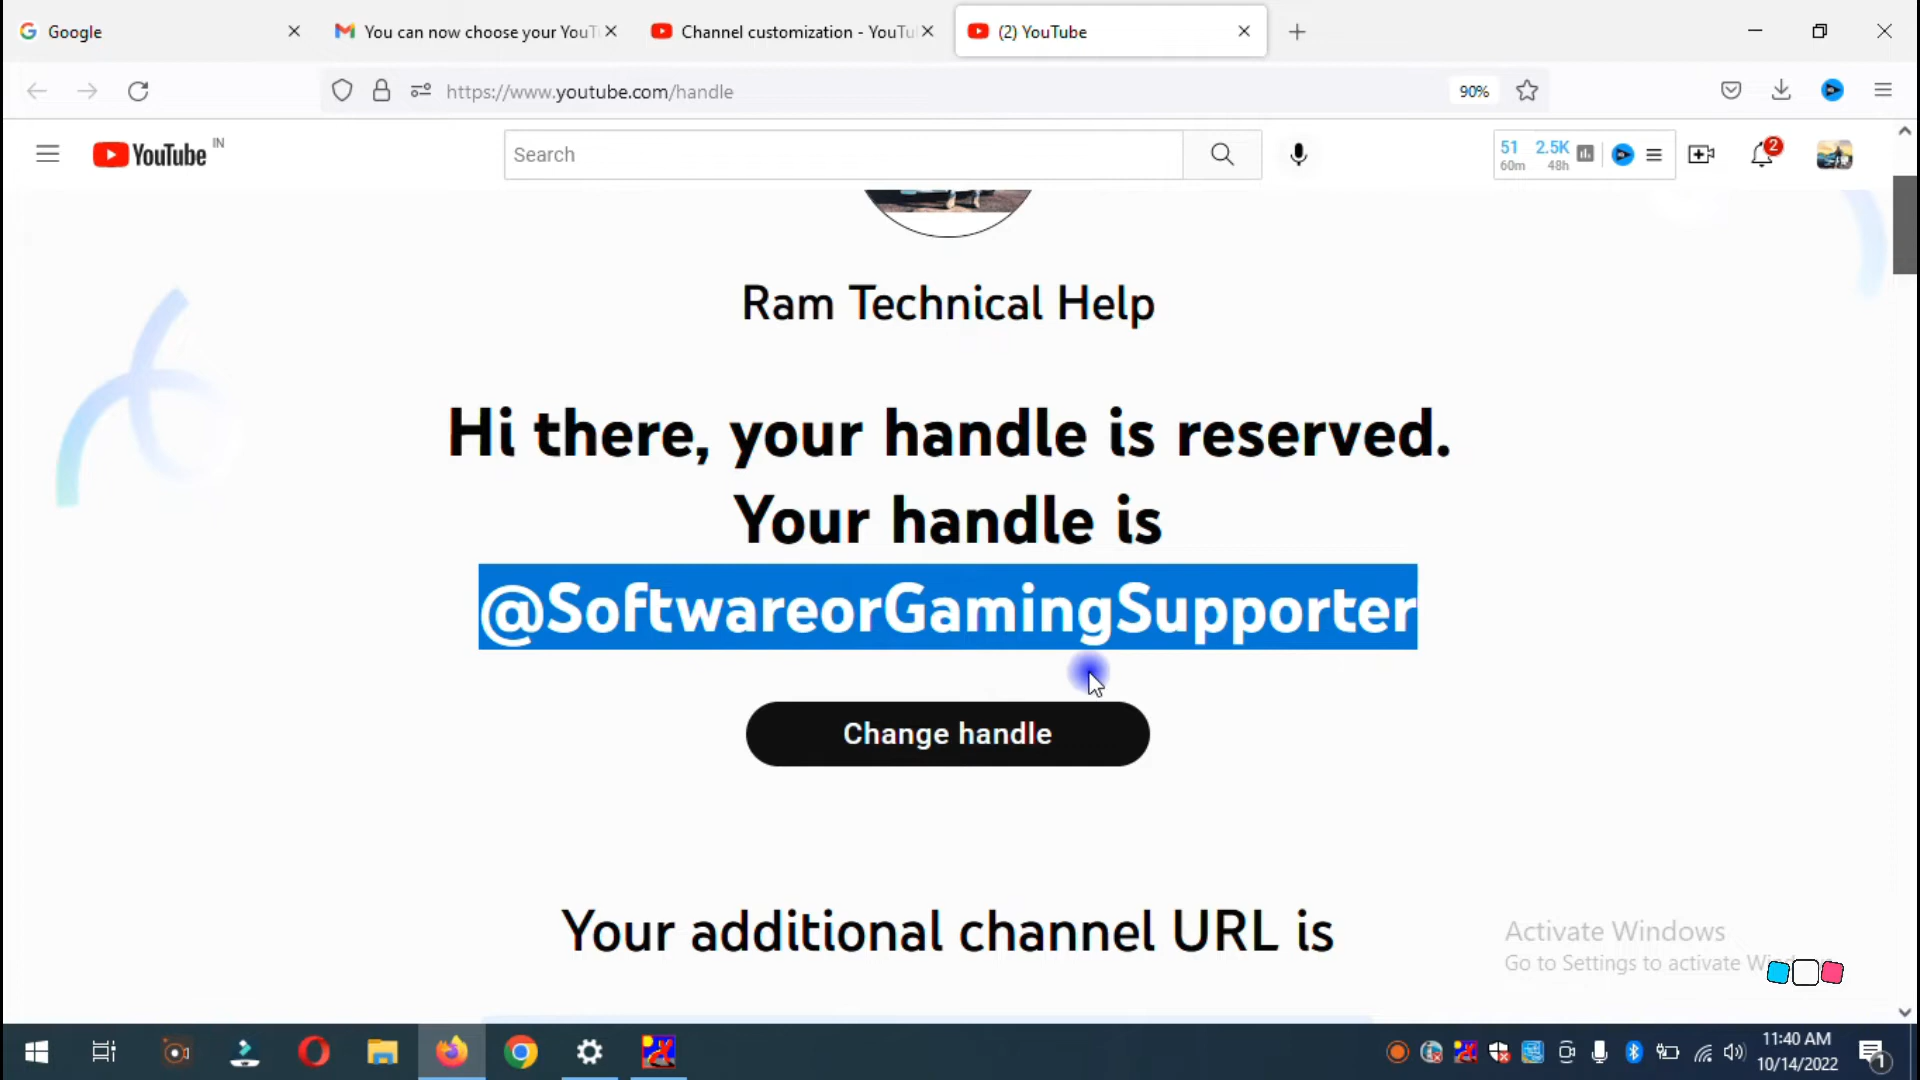 Google
You can now choose your YouT
Channel customization - YouTu
(2) YouTube
https://www.youtube.com/handle
90%
YouTube IN
Search
51 2.5K
60m 48h
2
Ram Technical Help
Hi there, your handle is reserved.
Your handle is
@SoftwareorGamingSupporter
Change handle
Your additional channel URL is
Activate Windows
Go to Settings to activate
11:40 AM
10/14/2022
1